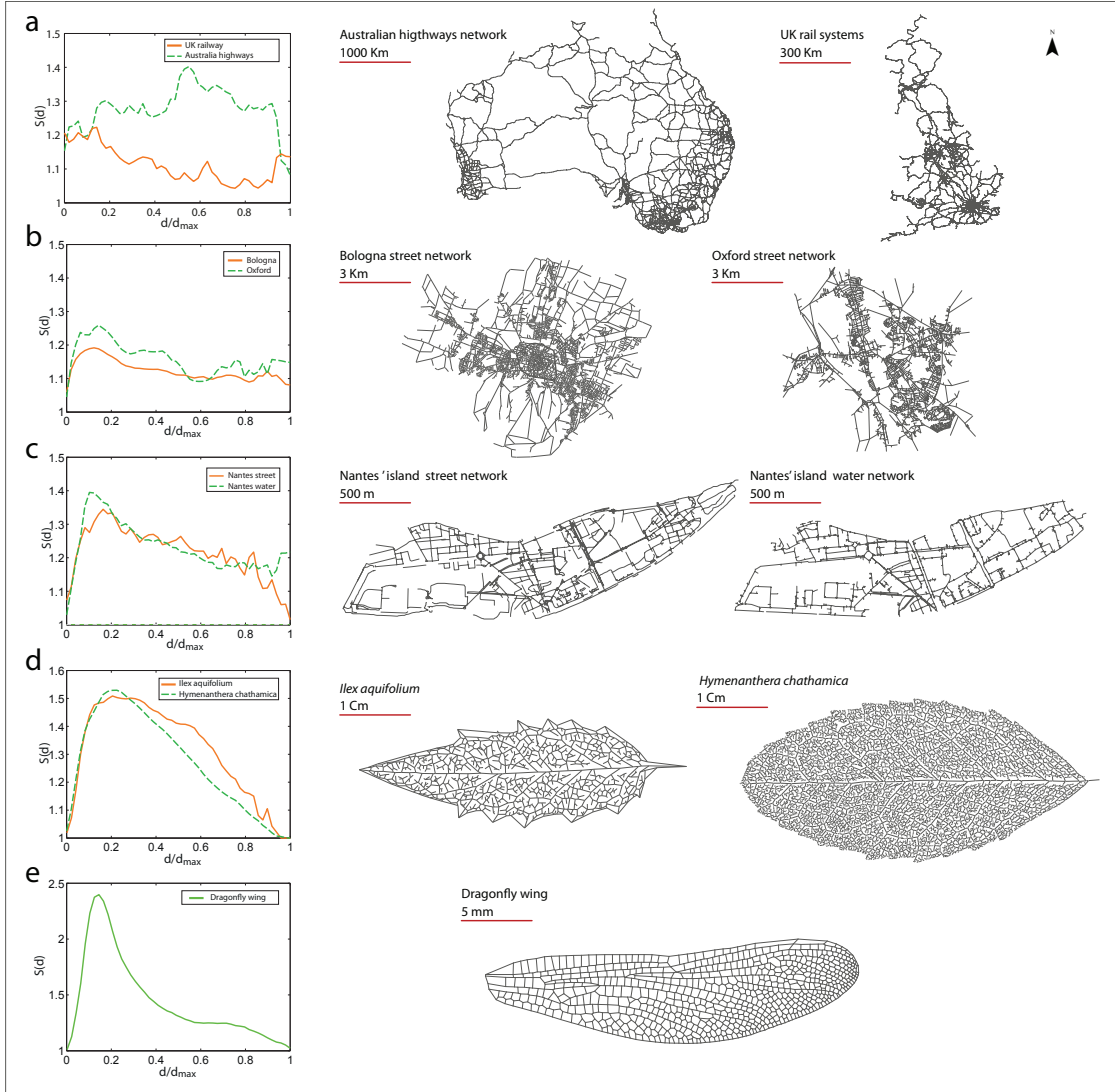 a
1.5
1.4
1.3
1.2
1.1
1
S(d)
0 0.2 0.4 0.6 0.8 1
d/dmax
UK railway
Australia highways
Australian higthways network
1000 Km
UK rail systems
300 Km
N
b
1.5
1.4
1.3
1.2
1.1
1
S(d)
0 0.2 0.4 0.6 0.8 1
d/dmax
Bologna
Oxford
Bologna street network
3 Km
Oxford street network
3 Km
c
1.5
1.4
1.3
1.2
1.1
1
S(d)
0 0.2 0.4 0.6 0.8 1
d/dmax
Nantes street
Nantes water
Nantes ’island street network
500 m
Nantes’ island water network
500 m
d
1.6
1.5
1.4
1.3
1.2
1.1
1
S(d)
0 0.2 0.4 0.6 0.8 1
d/dmax
Ilex aquifolium
Hymenanthera chathamica
Ilex aquifolium
1 Cm
Hymenanthera chathamica
1 Cm
e
2.5
2
1.5
1
S(d)
0 0.2 0.4 0.6 0.8 1
d/dmax
Dragonfly wing
Dragonfly wing
5 mm